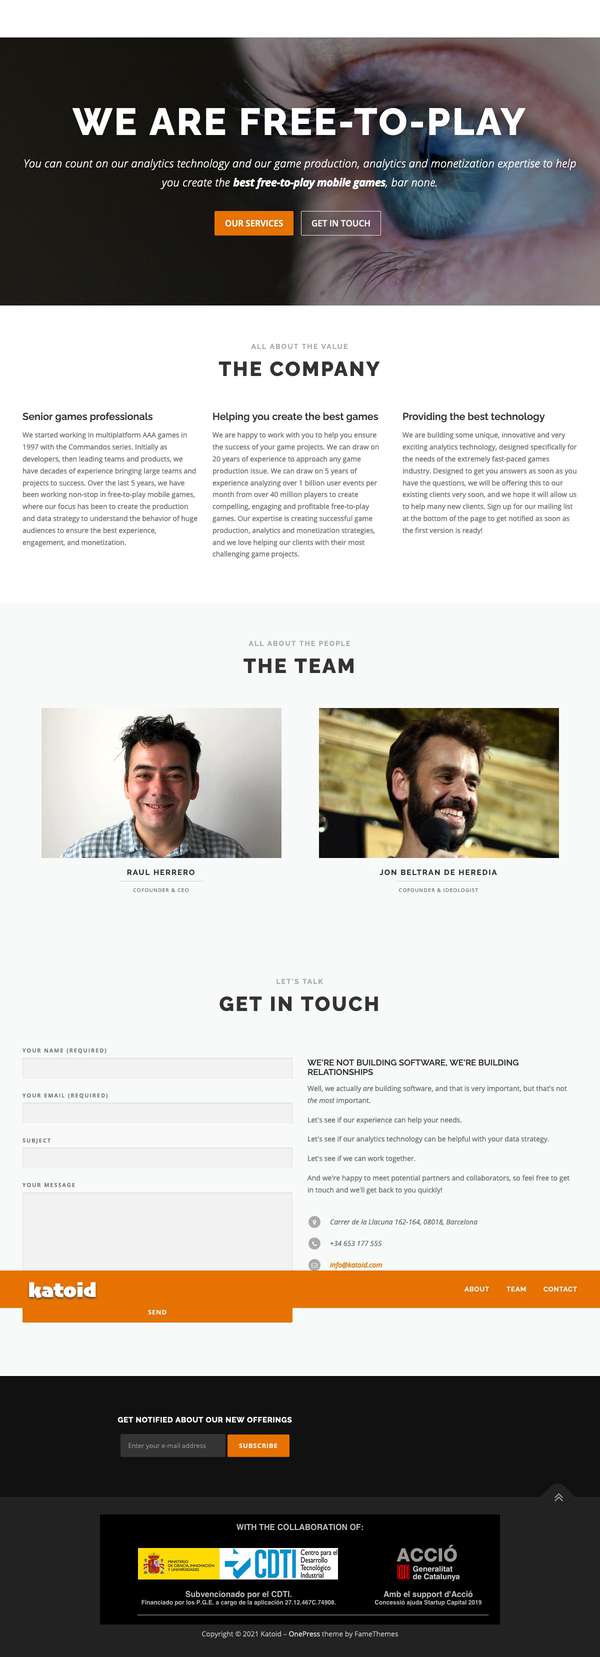 WE ARE FREE-TO-PLAY
You can count on our analytics technology and our game production, analytics and monetization expertise to help
you create the best free-to-play mobile games, bar none.
OUR SERVICES
GET IN TOUCH
ALL ABOUT THE VALUE
THE COMPANY
Senior games professionals
We started working in multiplatform AAA games in
1997 with the Commandos series. Initially as
developers, then leading teams and products, we
have decades of experience bringing large teams and
projects to success. Over the last 5 years, we have
been working non-stop in free-to-play mobile games,
where our focus has been to create the production
and data strategy to understand the behavior of huge
audiences to ensure the best experience,
engagement, and monetization.
Helping you create the best games
We are happy to work with you to help you ensure
the success of your game projects. We can draw on
20 years of experience to approach any game
production issue. We can draw on 5 years of
experience analyzing over 1 billion user events per
month from over 40 million players to create
compelling, engaging and profitable free-to-play
games. Our expertise is creating successful game
production, analytics and monetization strategies,
and we love helping our clients with their most
challenging game projects.
Providing the best technology
We are building some unique, innovative and very
exciting analytics technology, designed specifically for
the needs of the extremely fast-paced games
industry. Designed to get you answers as soon as you
have the questions, we will be offering this to our
existing clients very soon, and we hope it will allow us
to help many new clients. Sign up for our mailing list
at the bottom of the page to get notified as soon as
the first version is ready!
ALL ABOUT THE PEOPLE
THE TEAM
RAUL HERRERO
COFOUNDER & CEO
JON BELTRAN DE HEREDIA
COFOUNDER & IDEOLOGIST
LET'S TALK
GET IN TOUCH
YOUR NAME (REQUIRED)
YOUR EMAIL (REQUIRED)
SUBJECT
YOUR MESSAGE
WE'RE NOT BUILDING SOFTWARE, WE'RE BUILDING
RELATIONSHIPS
Well, we actually are building software, and that is very important, but that's not
the most important.
Let's see if our experience can help your needs.
Let's see if our analytics technology can be helpful with your data strategy.
Let's see if we can work together.
And we're happy to meet potential partners and collaborators, so feel free to get
in touch and we'll get back to you quickly!
Carrer de la Llacuna 162-164, 08018, Barcelona
+34 653 177 555
info@katoid.com
katoid
ABOUT
TEAM
CONTACT
SEND
GET NOTIFIED ABOUT OUR NEW OFFERINGS
Enter your e-mail address
SUBSCRIBE
WITH THE COLLABORATION OF:
MINISTERIO
DE CIENCIA, INNOVACIÓN
Y UNIVERSIDADES
CDTI
Centro para el
Desarrollo
Tecnológico
Industrial
ACCIÓ
Generalitat
de Catalunya
Subvencionado por el CDTI.
Financiado por los P.G.E. a cargo de la aplicación 27.12.467C.74908.
Amb el support d'Acció
Concessió ajuda Startup Capital 2019
Copyright © 2021 Katoid – OnePress theme by FameThemes